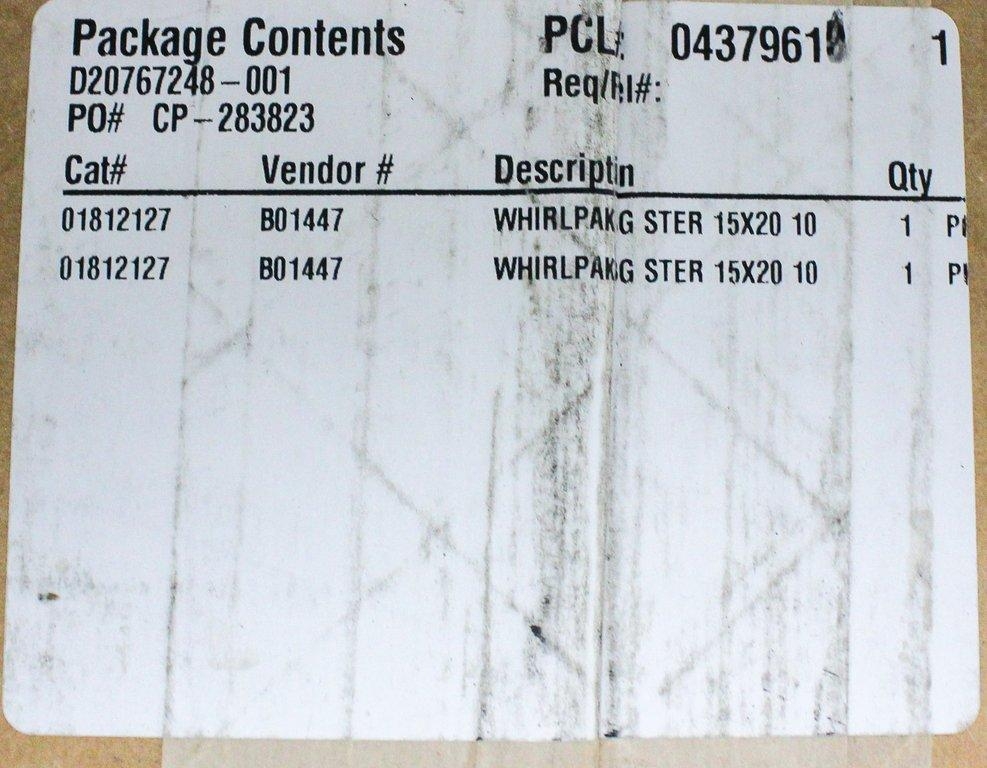 Package Contents PCL#: 1
D20767248-001 Req/RI#:
PO# CP-283823
Cat# Vendor # Descriptin Qty
01812127 B01447 WHIRLPAKG STER 15X20 10 1
01812127 B01447 WHIRLPAKG STER 15X20 10 1